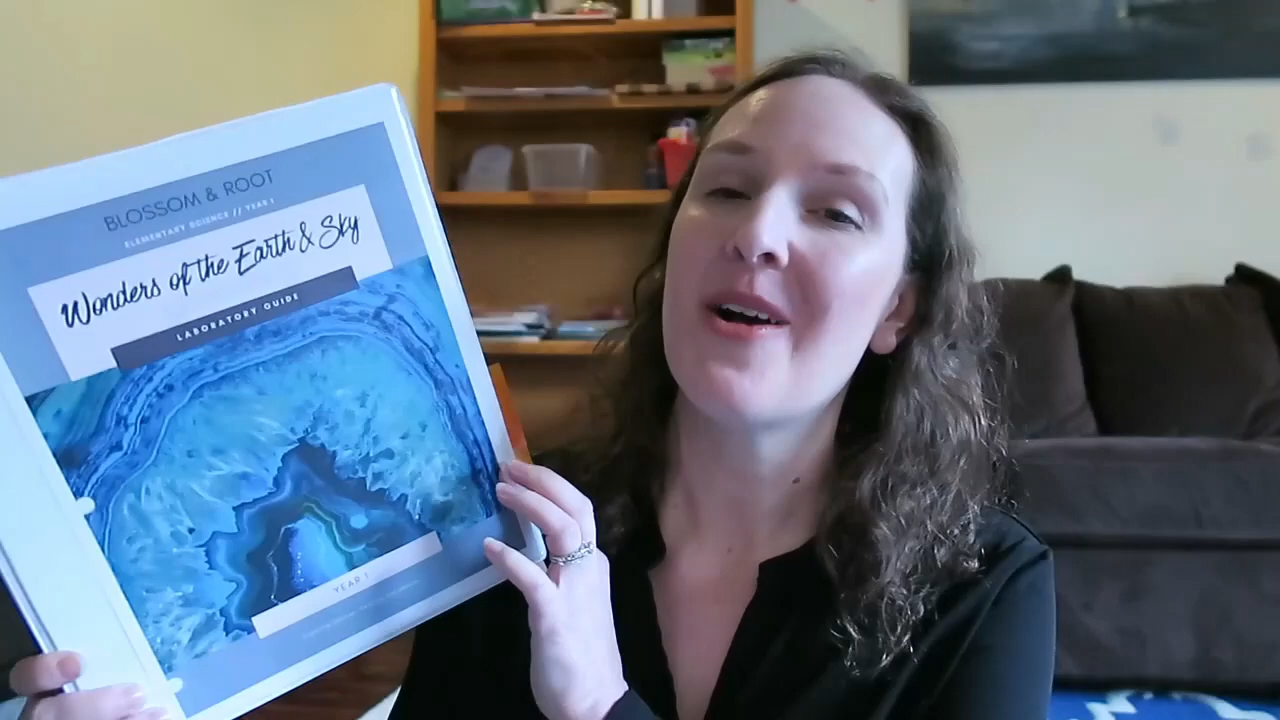 BLOSSOM & ROOT
ELEMENTARY SCIENCE // YEAR 1
Wonders of the Earth & Sky
LABORATORY GUIDE
YEAR 1